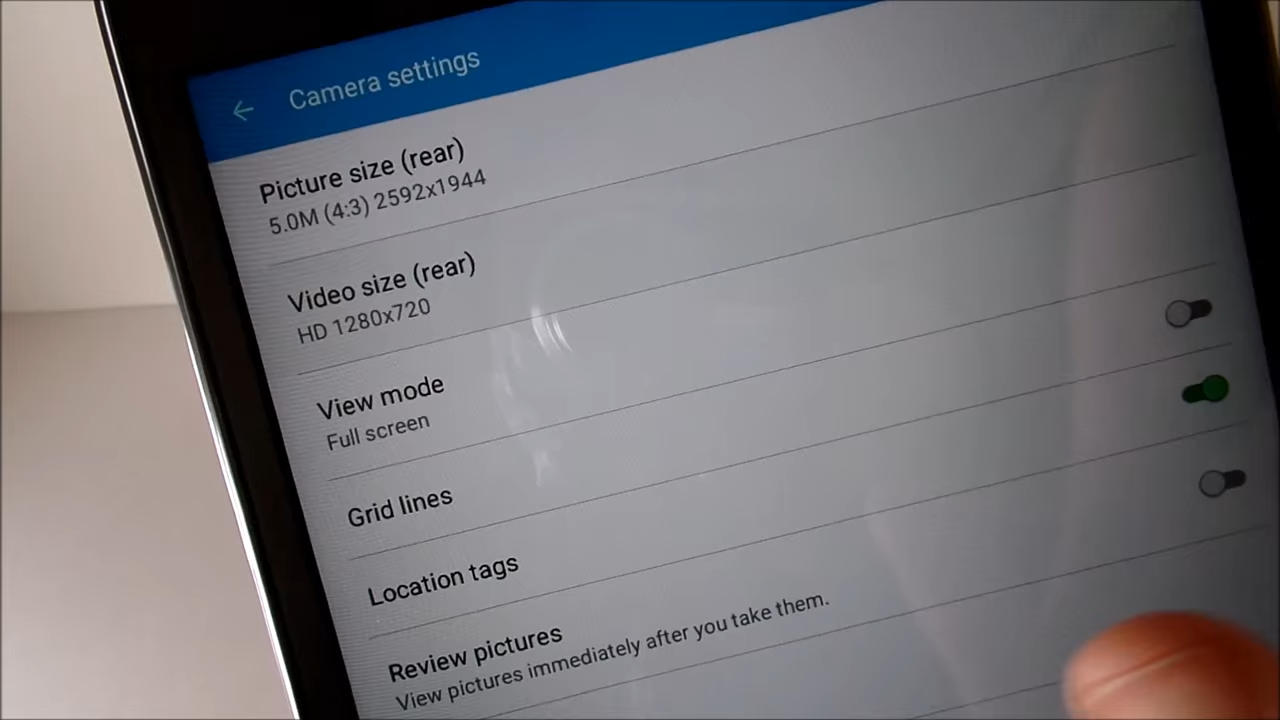 Camera settings
Picture size (rear)
5.0M (4:3) 2592x1944
Video size (rear)
HD 1280x720
View mode
Full screen
Grid lines
Location tags
Review pictures
View pictures immediately after you take them.